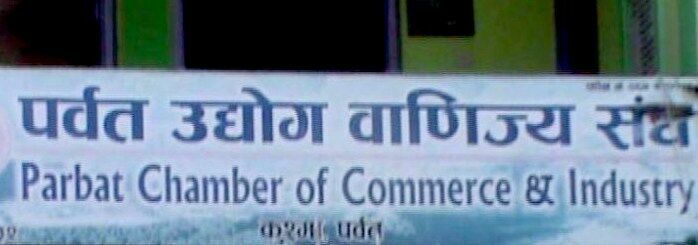 पर्वत उद्योग वाणिज्य संघ
Parbat Chamber of Commerce & Industry
कुश्मा, पर्वत